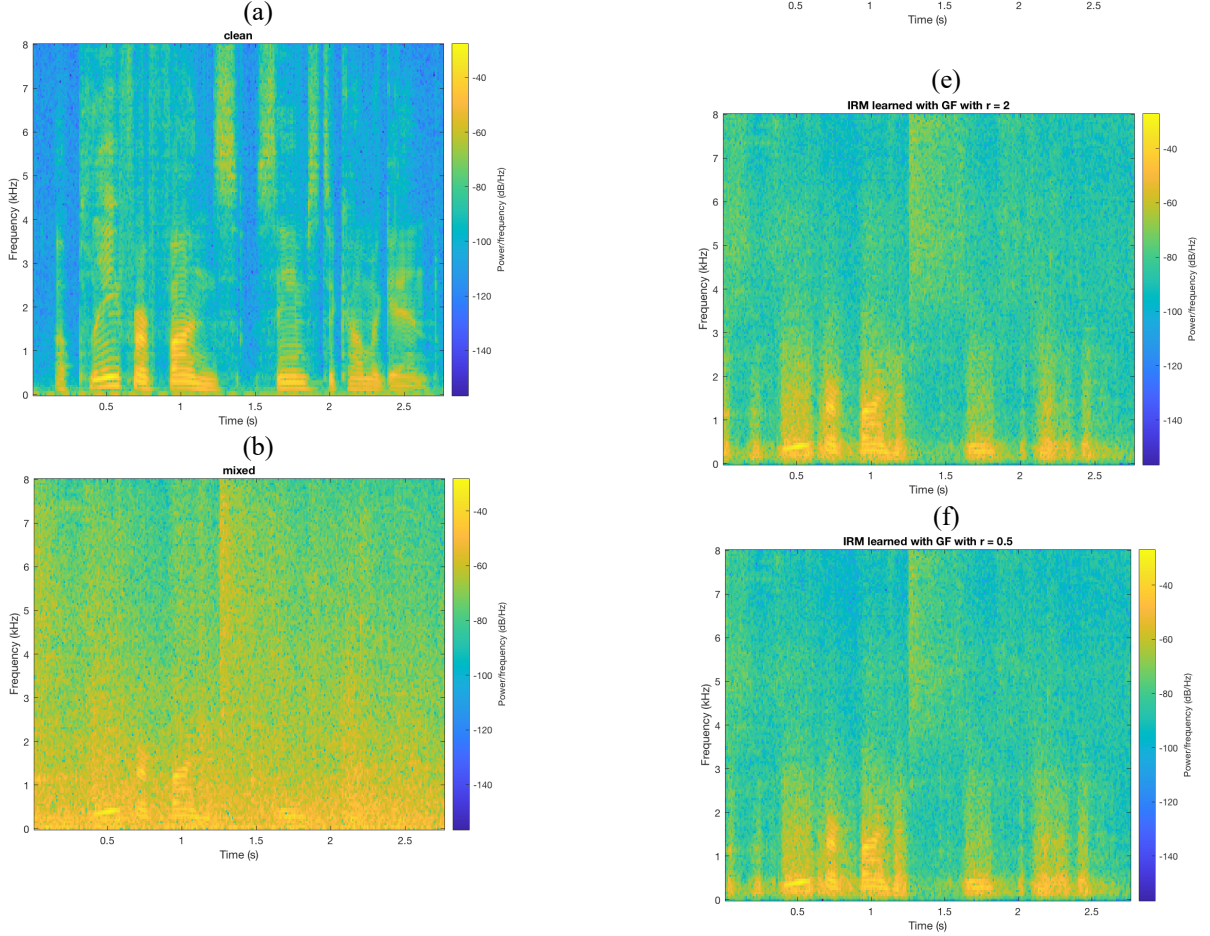 (a)
clean
8
7
6
5
4
3
2
1
0
Frequency (kHz)
0.5 1 1.5 2 2.5
Time (s)
-40
-60
-80
-100
-120
-140
Power/frequency (dB/Hz)
(b)
mixed
8
7
6
5
4
3
2
1
0
Frequency (kHz)
0.5 1 1.5 2 2.5
Time (s)
-40
-60
-80
-100
-120
-140
Power/frequency (dB/Hz)
0.5 1 1.5 2 2.5
Time (s)
(e)
IRM learned with GF with r = 2
8
7
6
5
4
3
2
1
0
Frequency (kHz)
0.5 1 1.5 2 2.5
Time (s)
-40
-60
-80
-100
-120
-140
Power/frequency (dB/Hz)
(f)
IRM learned with GF with r = 0.5
8
7
6
5
4
3
2
1
0
Frequency (kHz)
0.5 1 1.5 2 2.5
Time (s)
-40
-60
-80
-100
-120
-140
Power/frequency (dB/Hz)